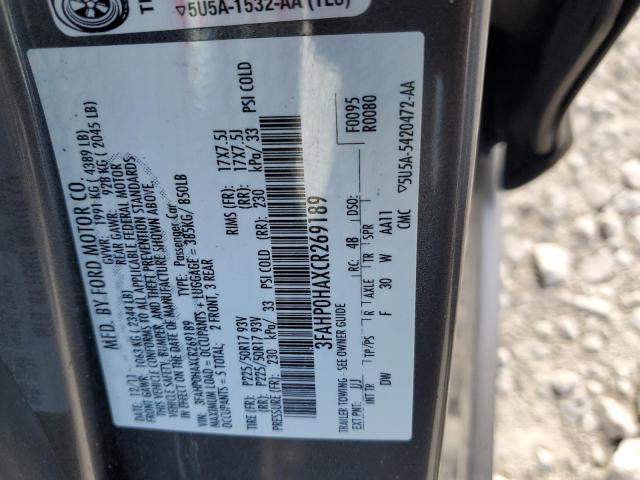 ▽5U5A-1532-AA (TLC)
MFD. BY FORD MOTOR CO.
DATE: 12/11 GVWR: 1991 KG ( 4389 LB)
FRONT GAWR: 1063 KG ( 2344 LB) REAR GAWR: 928 KG ( 2045 LB)
THIS VEHICLE CONFORMS TO ALL APPLICABLE FEDERAL MOTOR
VEHICLE SAFETY, BUMPER, AND THEFT PREVENTION STANDARDS
IN EFFECT ON THE DATE OF MANUFACTURE SHOWN ABOVE.
VIN: 3FAHP0HAXCR269189 TYPE: Passenger Car
MAXIMUM LOAD = OCCUPANTS + LUGGAGE = 385KG/ 850LB
OCCUPANTS = 5 TOTAL: 2 FRONT, 3 REAR
TIRE (FR): P225/50R17 93V RIMS (FR): 17X7.5J
(RR): P225/50R17 93V (RR): 17X7.5J
PRESSURE (FR): 230 kPa/ 33 PSI COLD (RR): 230 kPa/ 33 PSI COLD
3FAHP0HAXCR269189
F0095
R0080
TRAILER TOWING - SEE OWNER GUIDE
EXT PNT: UJ RC: 48 DSO:
INT TR TP/PS R AXLE TR SPR
DW F 30 W AA11
CMC ▽5U5A-5420472-AA